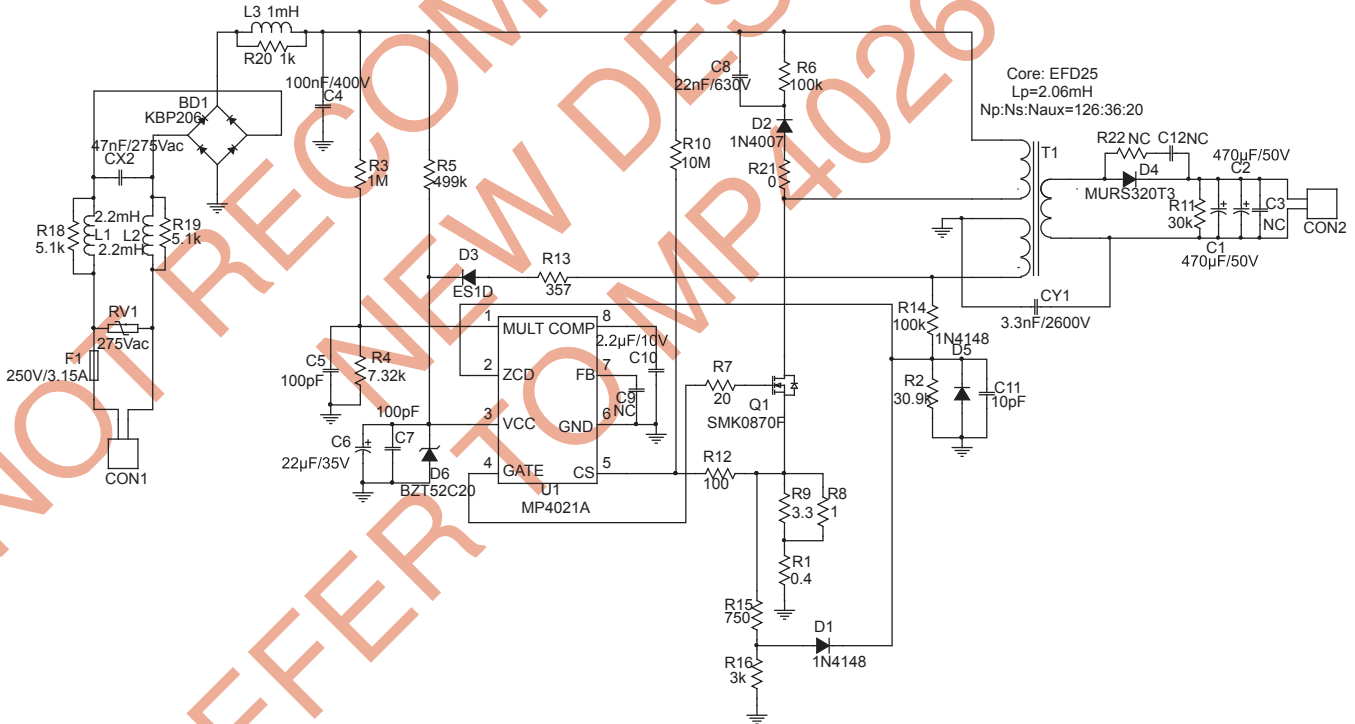 L3 1mH
R20 1k
100nF/400V
C4
BD1
KBP206
47nF/275Vac
CX2
R18
5.1k
2.2mH
L1
L2
2.2mH
R19
5.1k
RV1
275Vac
F1
250V/3.15A
CON1
R3
1M
R5
499k
C8
22nF/630V
R6
100k
D2
1N4007
R10
10M
R21
0
Core: EFD25
Lp=2.06mH
Np:Ns:Naux=126:36:20
T1
R22 NC
C12 NC
D4
MURS320T3
470µF/50V
C2
R11
30k
C3
NC
C1
470µF/50V
CON2
D3
ES1D
R13
357
CY1
3.3nF/2600V
R14
100k
1N4148
D5
R2
30.9k
C11
10pF
C5
100pF
R4
7.32k
100pF
C6
22µF/35V
C7
D6
BZT52C20
1
MULT
COMP
8
2
ZCD
FB
7
3
VCC
GND
6
4
GATE
CS
5
U1
MP4021A
2.2µF/10V
C10
C9
NC
R7
20
Q1
SMK0870F
R12
100
R9
3.3
R8
1
R1
0.4
R15
750
D1
1N4148
R16
3k
NOT RECOM
NEW DES
EFER TO MP4026